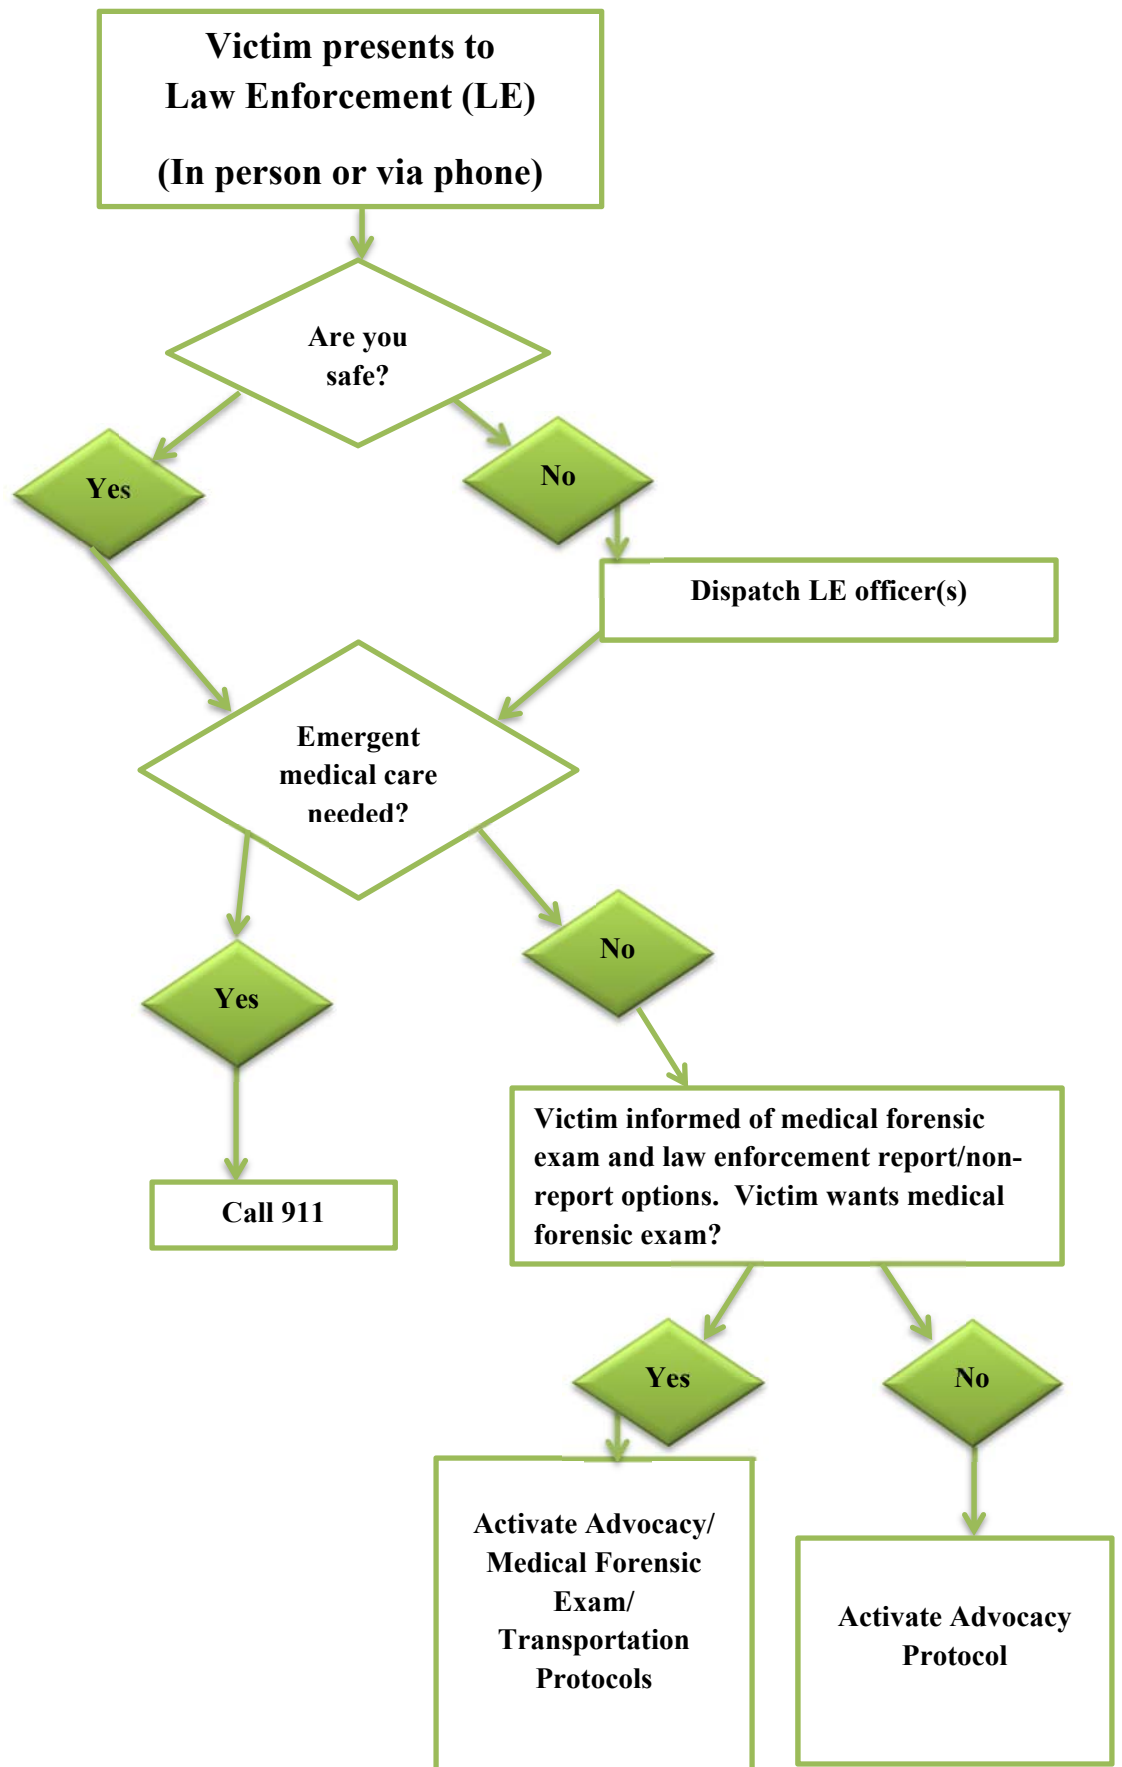 Victim presents to
Law Enforcement (LE)
(In person or via phone)
Are you
safe?
Yes
No
Dispatch LE officer(s)
Emergent
medical care
needed?
Yes
No
Call 911
Victim informed of medical forensic
exam and law enforcement report/non-
report options.  Victim wants medical
forensic exam?
Yes
No
Activate Advocacy/
Medical Forensic
Exam/
Transportation
Protocols
Activate Advocacy
Protocol